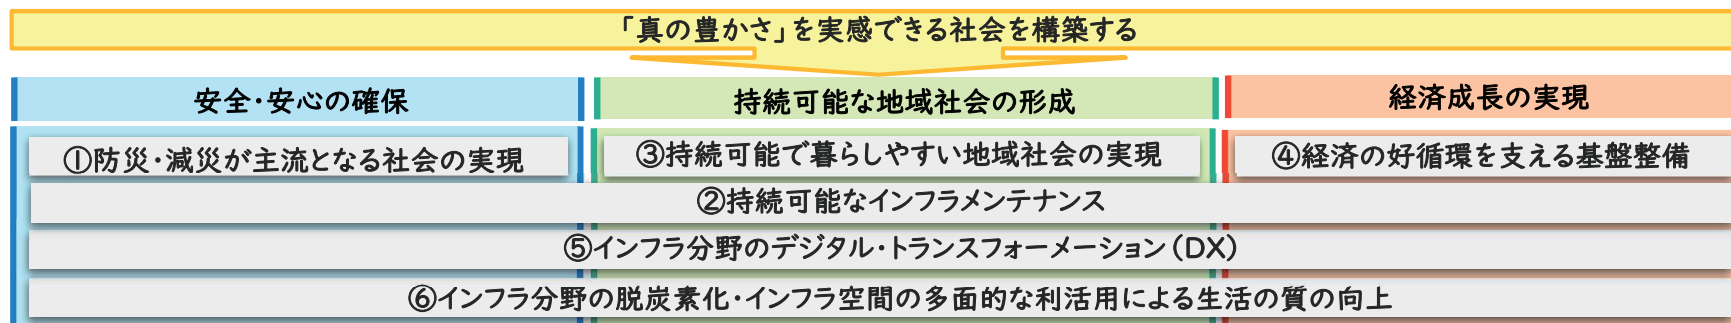 「真の豊かさ」を実感できる社会を構築する
安全・安心の確保
持続可能な地域社会の形成
経済成長の実現
①防災・減災が主流となる社会の実現
③持続可能で暮らしやすい地域社会の実現
④経済の好循環を支える基盤整備
②持続可能なインフラメンテナンス
⑤インフラ分野のデジタル・トランスフォーメーション(DX)
⑥インフラ分野の脱炭素化・インフラ空間の多面的な利活用による生活の質の向上